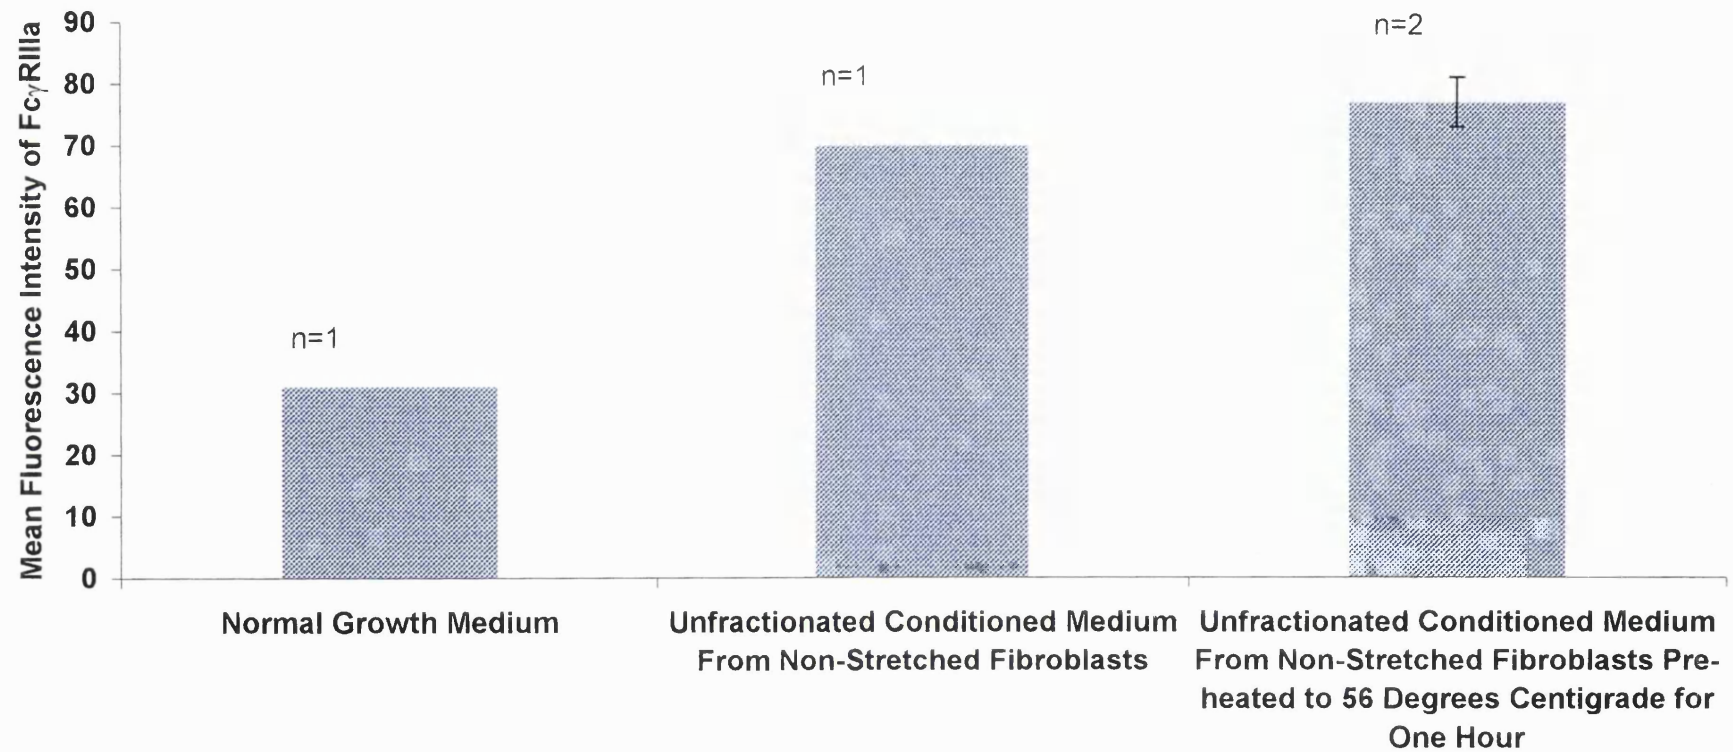 Mean Fluorescence Intensity of FcγRIIIa
90
80
70
60
50
40
30
20
10
0
n=1
n=1
n=2
Normal Growth Medium
Unfractionated Conditioned Medium
From Non-Stretched Fibroblasts
Unfractionated Conditioned Medium
From Non-Stretched Fibroblasts Pre-
heated to 56 Degrees Centigrade for
One Hour